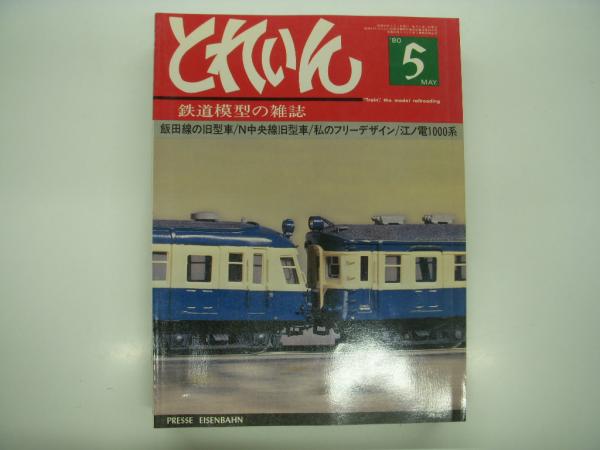 とれいん
'80
5
MAY
"Train", the model railroading
鉄道模型の雑誌
飯田線の旧型車/N中央線旧型車/私のフリーデザイン/江ノ電1000系
PRESSE EISENBAHN